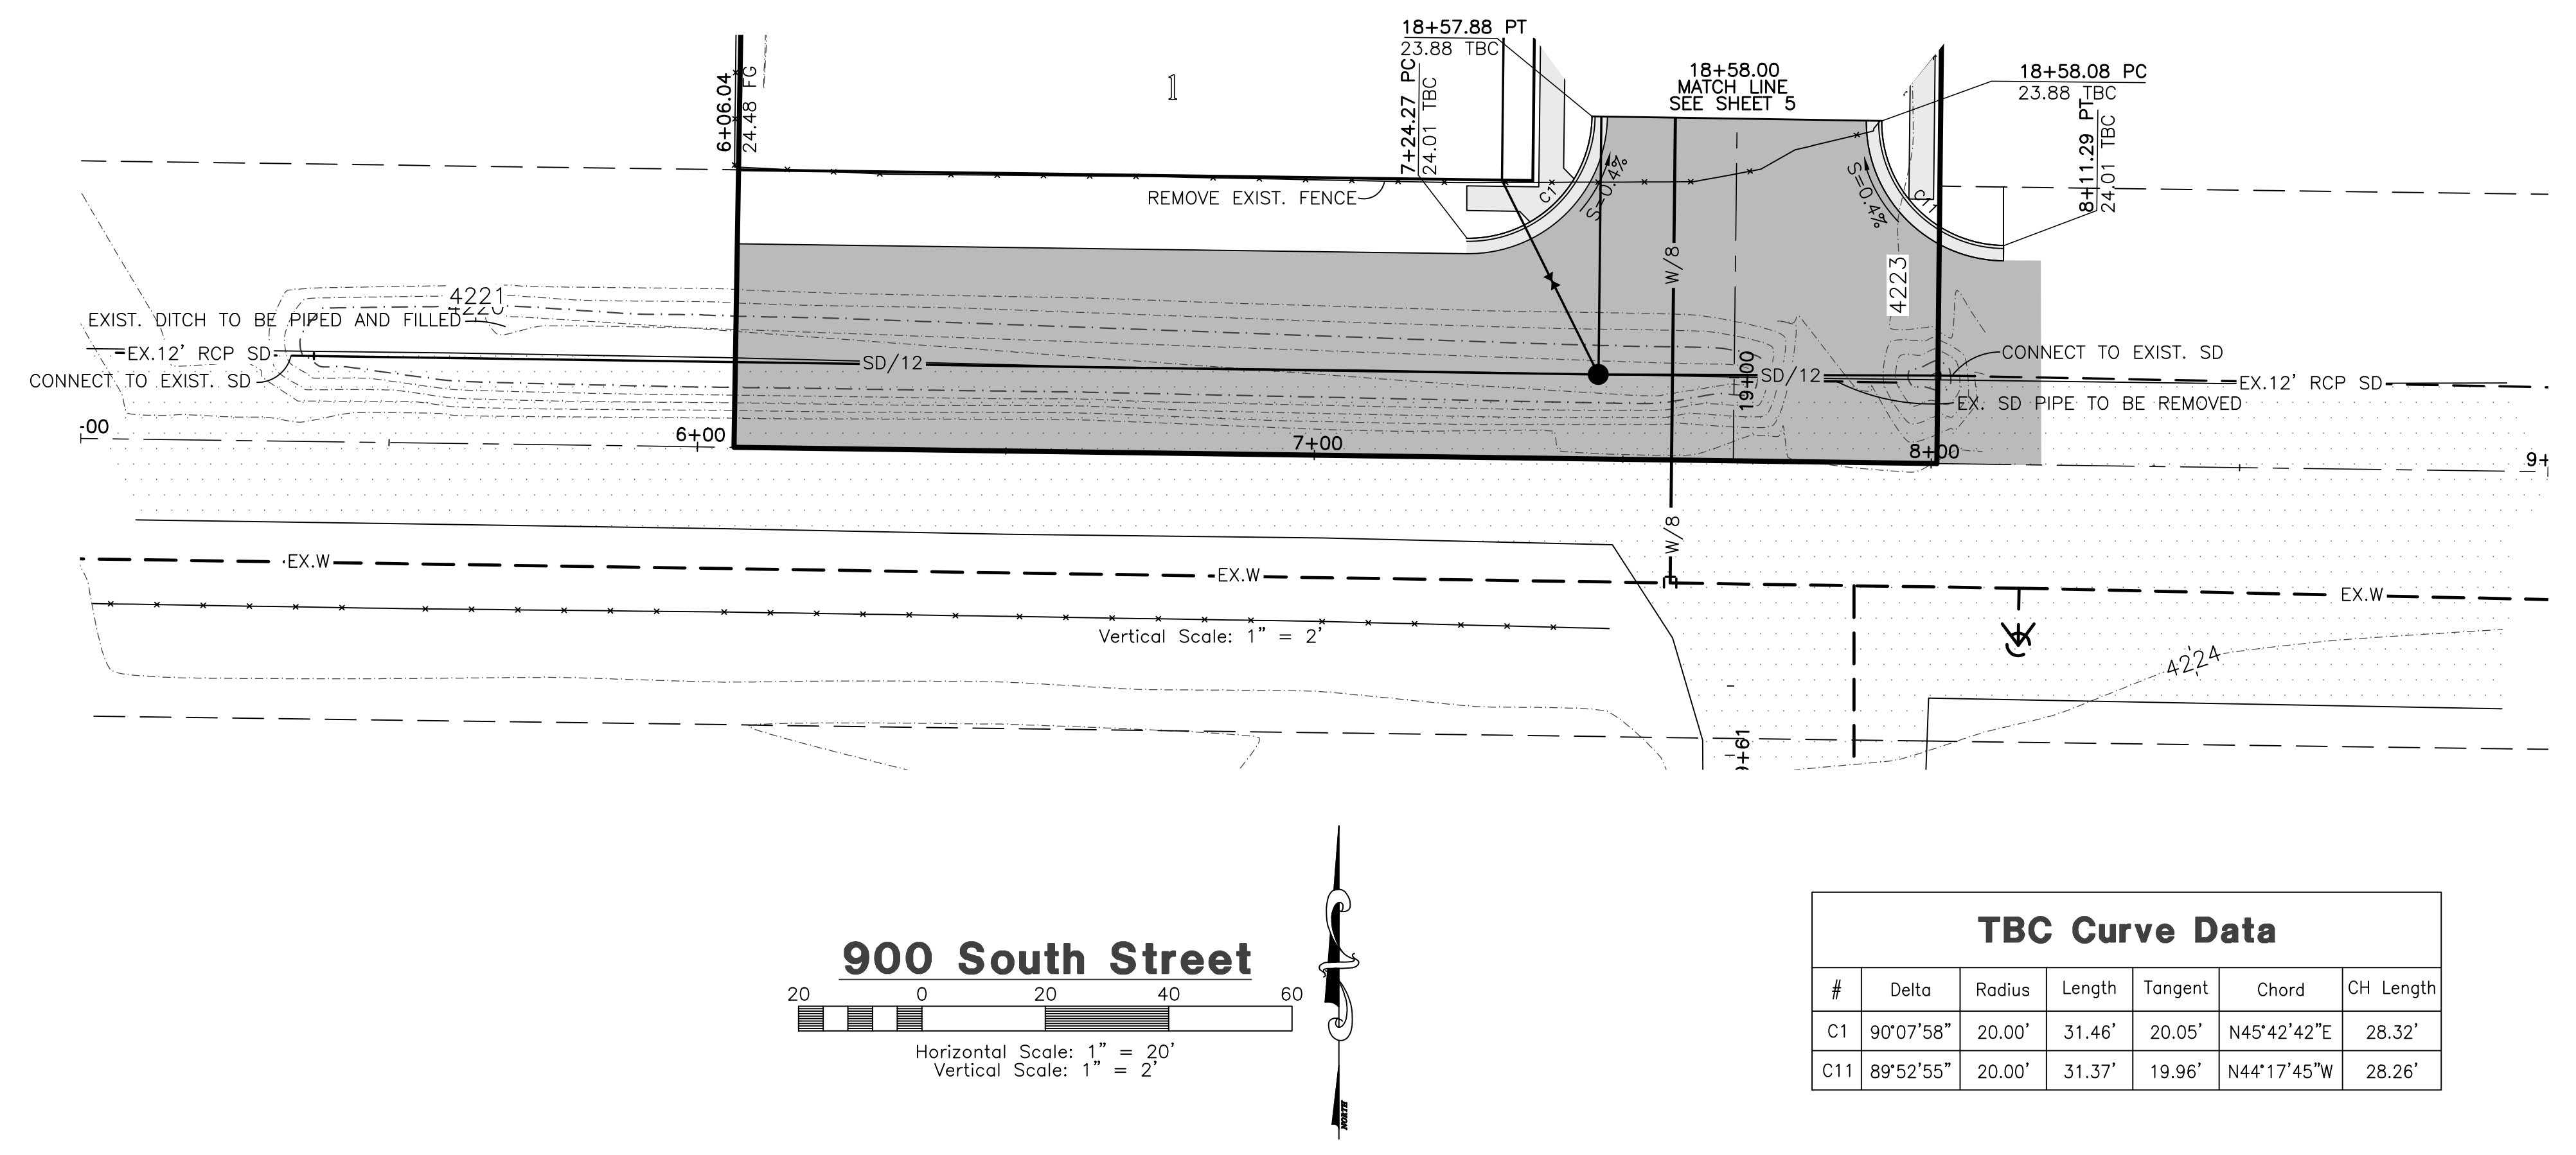 18+57.88 PT
23.88 TBC
7+24.27 PC
24.01 TBC
6+06.04
24.48 FG
1
18+58.00
MATCH LINE
SEE SHEET 5
18+58.08 PC
23.88 TBC
8+11.29 PT
24.01 TBC
REMOVE EXIST. FENCE
C1
S=0.4%
S=0.4%
C11
W/8
4223
4221
4220
EXIST. DITCH TO BE PIPED AND FILLED
EX.12' RCP SD
CONNECT TO EXIST. SD
SD/12
19+00
SD/12
CONNECT TO EXIST. SD
EX.12' RCP SD
EX. SD PIPE TO BE REMOVED
-00
6+00
7+00
8+00
9+
W/8
EX.W
EX.W
EX.W
Vertical Scale: 1" = 2'
4224
9+61
900 South Street
20 0 20 40 60
Horizontal Scale: 1" = 20'
Vertical Scale: 1" = 2'
NORTH
TBC Curve Data
# Delta Radius Length Tangent Chord CH Length
C1 90°07'58" 20.00' 31.46' 20.05' N45°42'42"E 28.32'
C11 89°52'55" 20.00' 31.37' 19.96' N44°17'45"W 28.26'